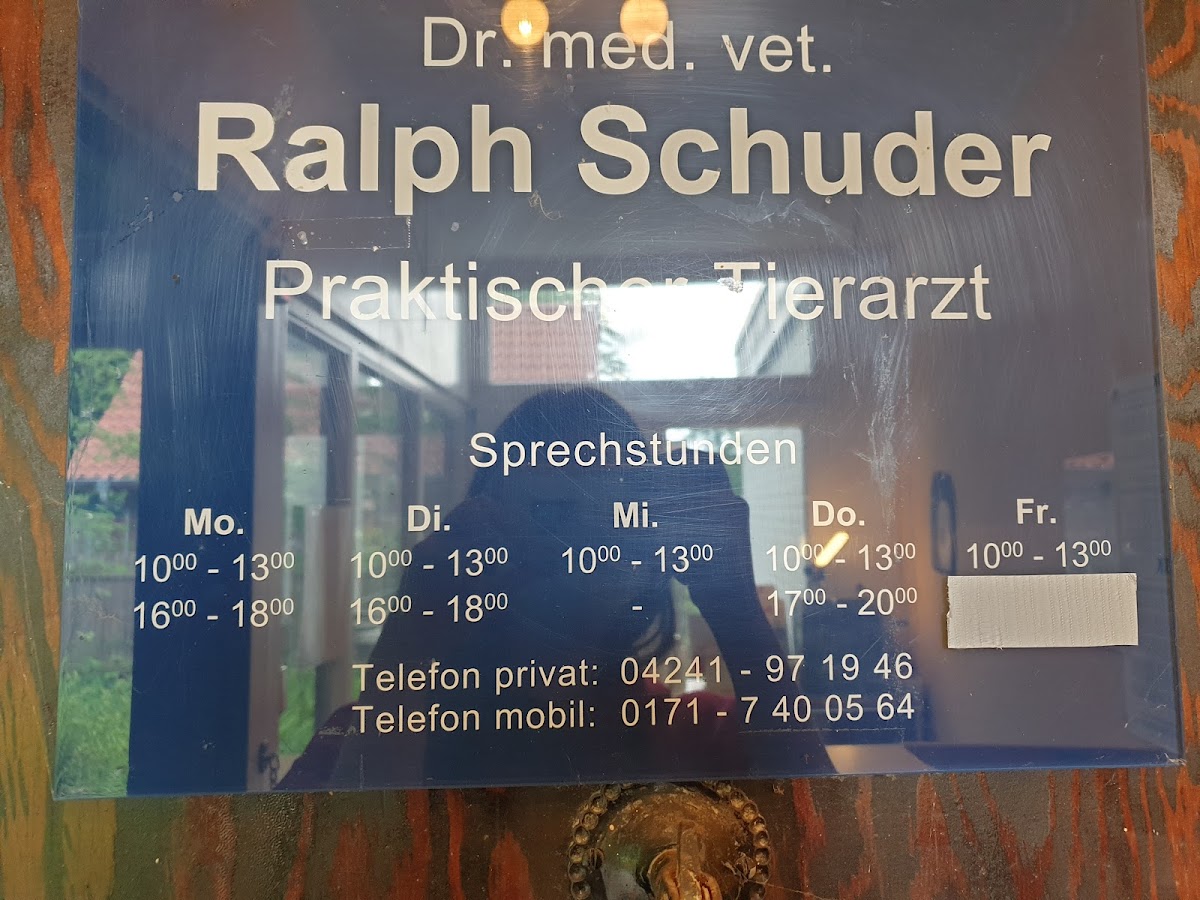 Dr. med. vet.
Ralph Schuder
Praktischer Tierarzt
Sprechstunden
Mo. Di. Mi. Do. Fr.
10⁰⁰ - 13⁰⁰ 10⁰⁰ - 13⁰⁰ 10⁰⁰ - 13⁰⁰ 10⁰⁰ - 13⁰⁰ 10⁰⁰ - 13⁰⁰
16⁰⁰ - 18⁰⁰ 16⁰⁰ - 18⁰⁰ - 17⁰⁰ - 20⁰⁰
Telefon privat: 04241 - 97 19 46
Telefon mobil: 0171 - 7 40 05 64